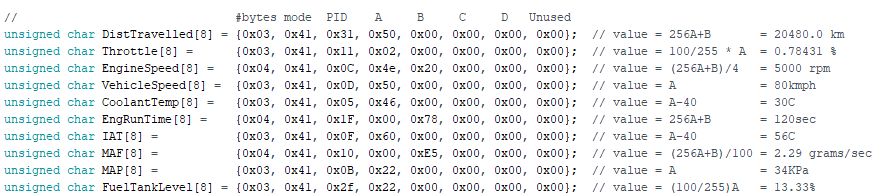 //                              #bytes mode  PID    A     B     C     D   Unused
unsigned char DistTravelled[8] = {0x03, 0x41, 0x31, 0x50, 0x00, 0x00, 0x00, 0x00};  // value = 256A+B       = 20480.0 km
unsigned char Throttle[8] =      {0x03, 0x41, 0x11, 0x02, 0x00, 0x00, 0x00, 0x00};  // value = 100/255 * A  = 0.78431 %
unsigned char EngineSpeed[8] =   {0x04, 0x41, 0x0C, 0x4e, 0x20, 0x00, 0x00, 0x00};  // value = (256A+B)/4   = 5000 rpm
unsigned char VehicleSpeed[8] =  {0x03, 0x41, 0x0D, 0x50, 0x00, 0x00, 0x00, 0x00};  // value = A            = 80kmph
unsigned char CoolantTemp[8] =   {0x03, 0x41, 0x05, 0x46, 0x00, 0x00, 0x00, 0x00};  // value = A-40         = 30C
unsigned char EngRunTime[8] =    {0x04, 0x41, 0x1F, 0x00, 0x78, 0x00, 0x00, 0x00};  // value = 256A+B       = 120sec
unsigned char IAT[8] =           {0x03, 0x41, 0x0F, 0x60, 0x00, 0x00, 0x00, 0x00};  // value = A-40         = 56C
unsigned char MAF[8] =           {0x04, 0x41, 0x10, 0x00, 0xE5, 0x00, 0x00, 0x00};  // value = (256A+B)/100 = 2.29 grams/sec
unsigned char MAP[8] =           {0x03, 0x41, 0x0B, 0x22, 0x00, 0x00, 0x00, 0x00};  // value = A            = 34KPa
unsigned char FuelTankLevel[8] = {0x03, 0x41, 0x2f, 0x22, 0x00, 0x00, 0x00, 0x00};  // value = (100/255)A   = 13.33%